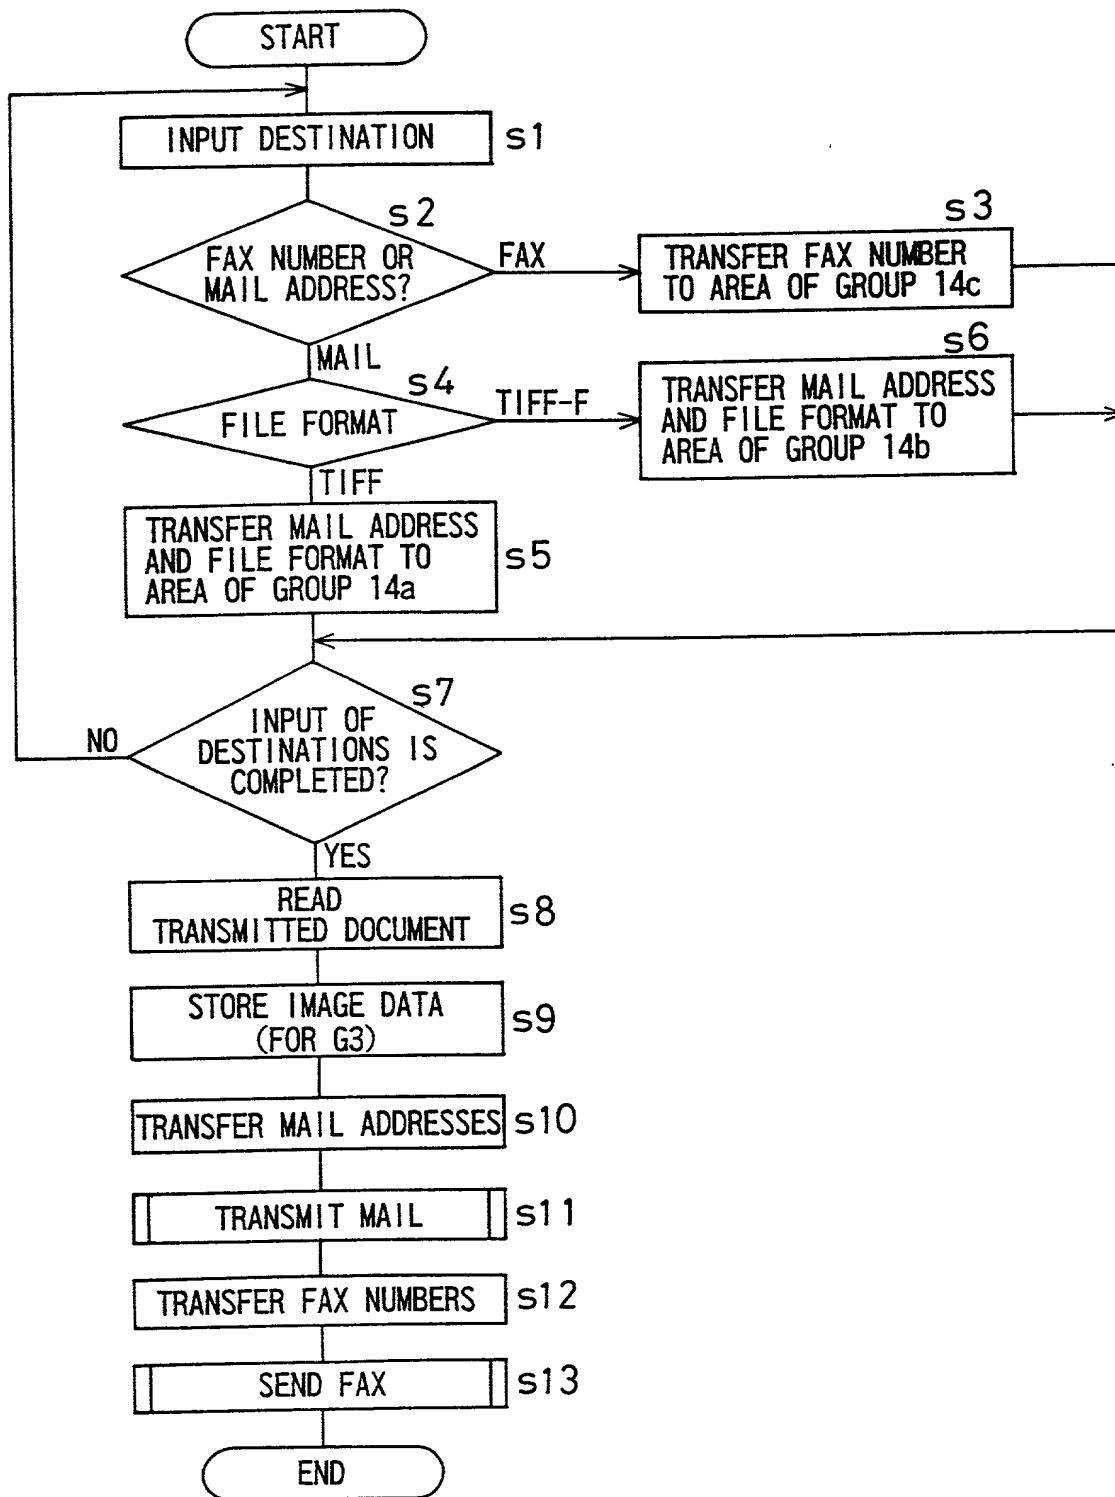 START
INPUT DESTINATION s1
s2
FAX NUMBER OR
MAIL ADDRESS?
FAX
s3
TRANSFER FAX NUMBER
TO AREA OF GROUP 14c
MAIL
s4
FILE FORMAT
TIFF-F
s6
TRANSFER MAIL ADDRESS
AND FILE FORMAT TO
AREA OF GROUP 14b
TIFF
TRANSFER MAIL ADDRESS
AND FILE FORMAT TO
AREA OF GROUP 14a
s5
s7
INPUT OF
DESTINATIONS IS
COMPLETED?
NO
YES
READ
TRANSMITTED DOCUMENT
s8
STORE IMAGE DATA
(FOR G3)
s9
TRANSFER MAIL ADDRESSES s10
TRANSMIT MAIL s11
TRANSFER FAX NUMBERS s12
SEND FAX s13
END